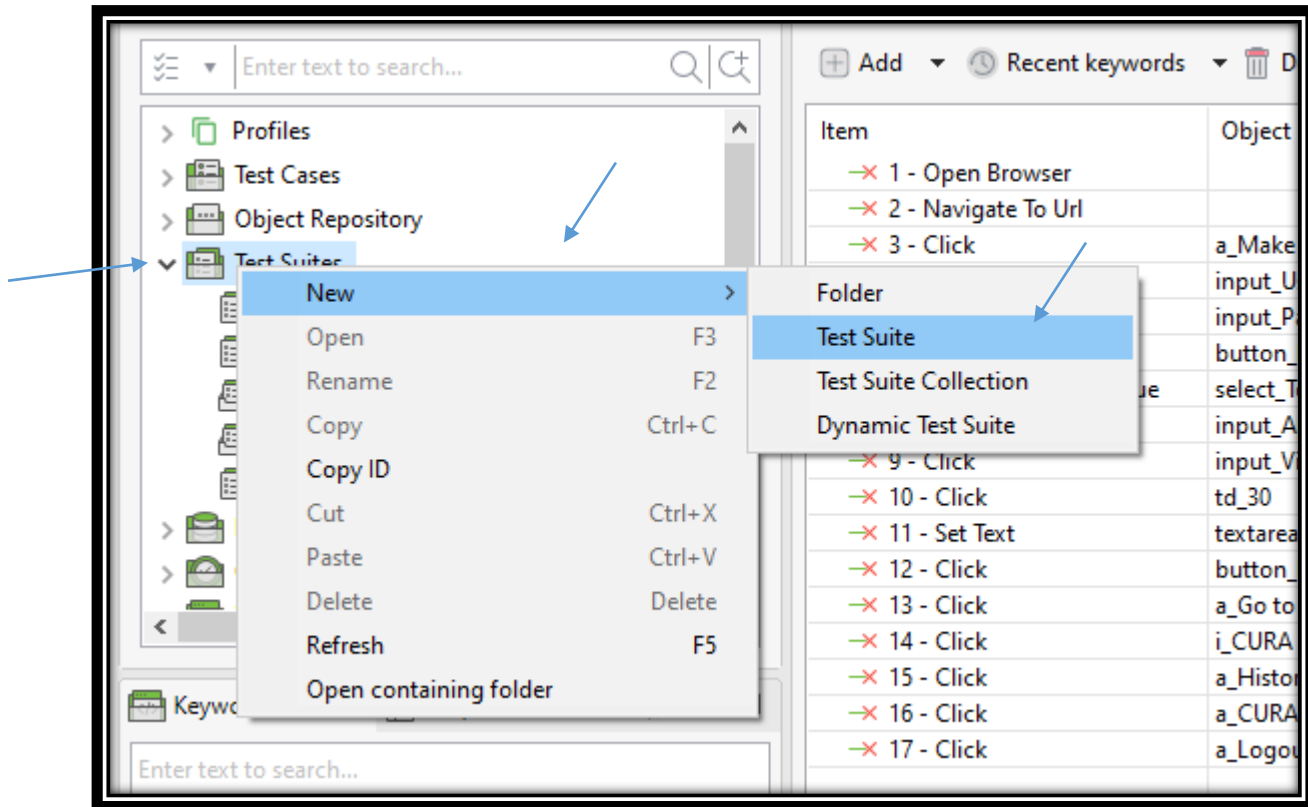 Enter text to search...
Add
Recent keywords
D
Profiles
Test Cases
Object Repository
Test Suites
New
Open F3
Rename F2
Copy Ctrl+C
Copy ID
Cut Ctrl+X
Paste Ctrl+V
Delete Delete
Refresh F5
Open containing folder
Folder
Test Suite
Test Suite Collection
Dynamic Test Suite
Keywo
Enter text to search...
Item Object
1 - Open Browser
2 - Navigate To Url
3 - Click a_Make
input_U
input_P
button_
ue select_T
input_A
9 - Click input_Vi
10 - Click td_30
11 - Set Text textarea
12 - Click button_
13 - Click a_Go to
14 - Click i_CURA
15 - Click a_Histor
16 - Click a_CURA
17 - Click a_Logou